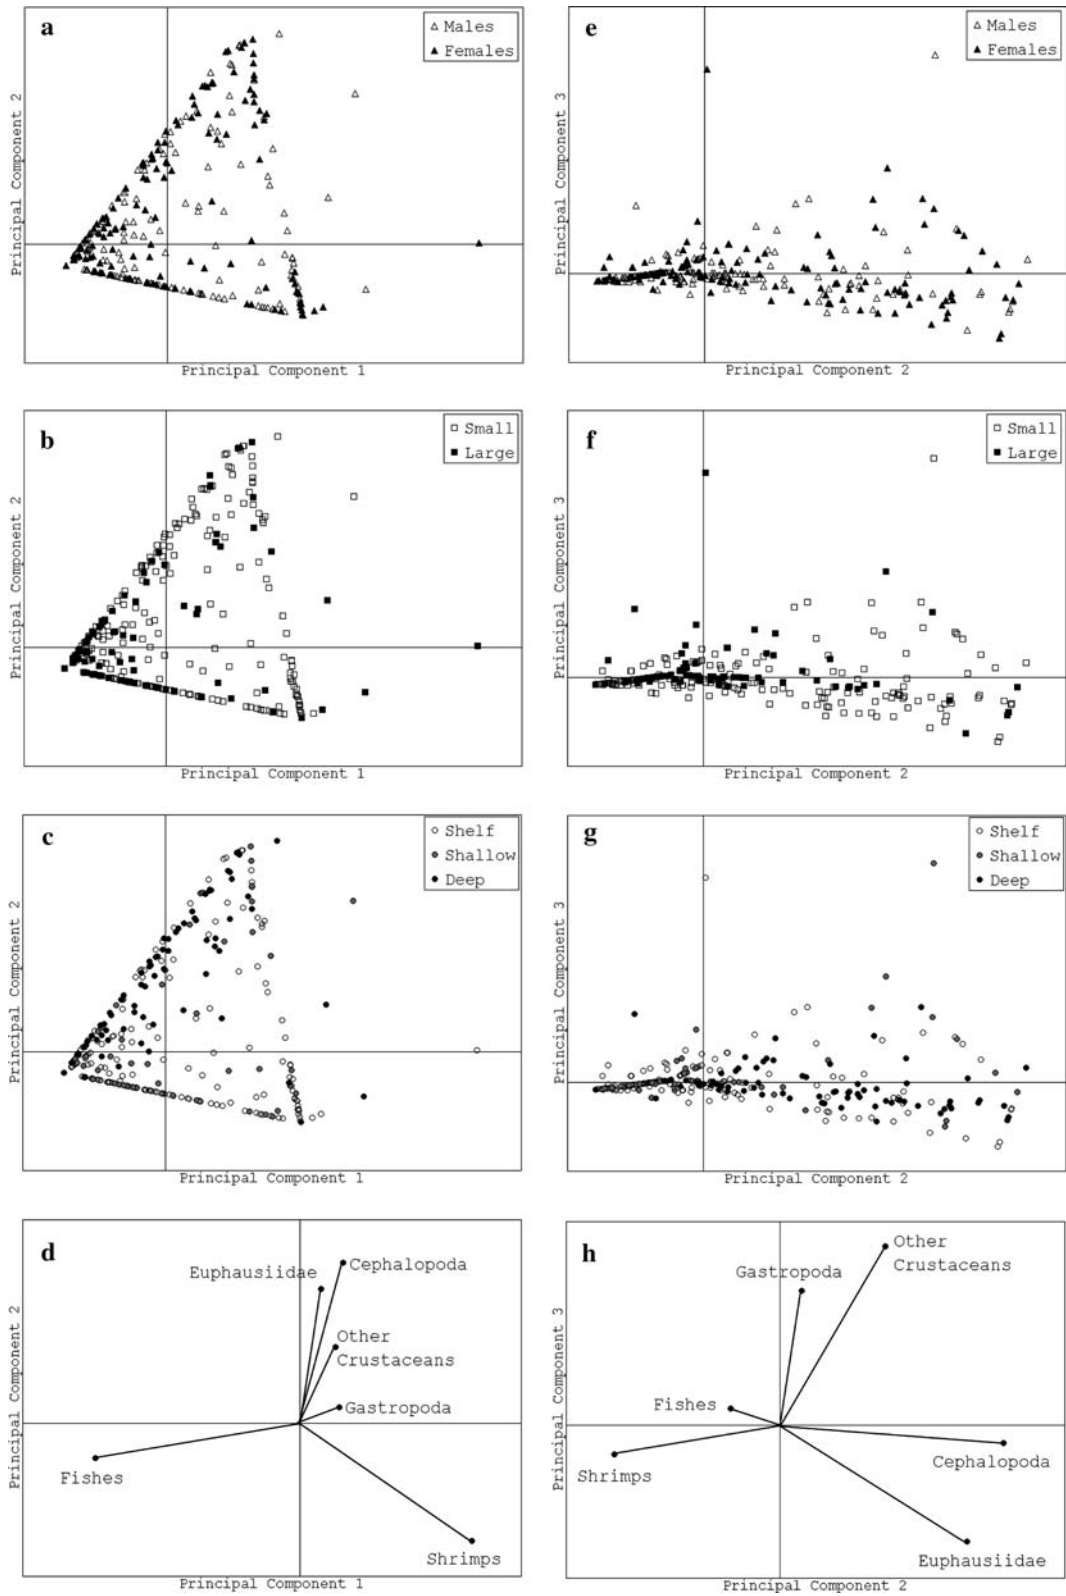 a
Males
Females
Principal Component 2
Principal Component 1
e
Males
Females
Principal Component 3
Principal Component 2
b
Small
Large
Principal Component 2
Principal Component 1
f
Small
Large
Principal Component 3
Principal Component 2
c
Shelf
Shallow
Deep
Principal Component 2
Principal Component 1
g
Shelf
Shallow
Deep
Principal Component 3
Principal Component 2
d
Euphausiidae
Cephalopoda
Other
Crustaceans
Gastropoda
Fishes
Shrimps
Principal Component 2
Principal Component 1
h
Other
Crustaceans
Gastropoda
Fishes
Shrimps
Cephalopoda
Euphausiidae
Principal Component 3
Principal Component 2